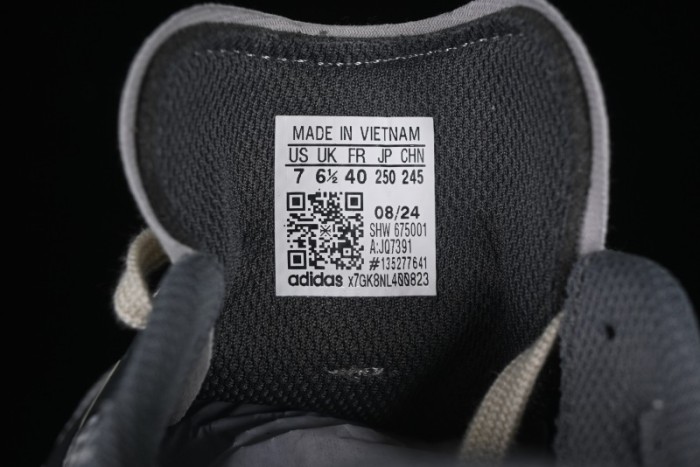 MADE IN VIETNAM
US UK FR JP CHN
7 6½ 40 250 245
08/24
SHW 675001
A:JQ7391
#135277641
adidas x7GK8NL400823